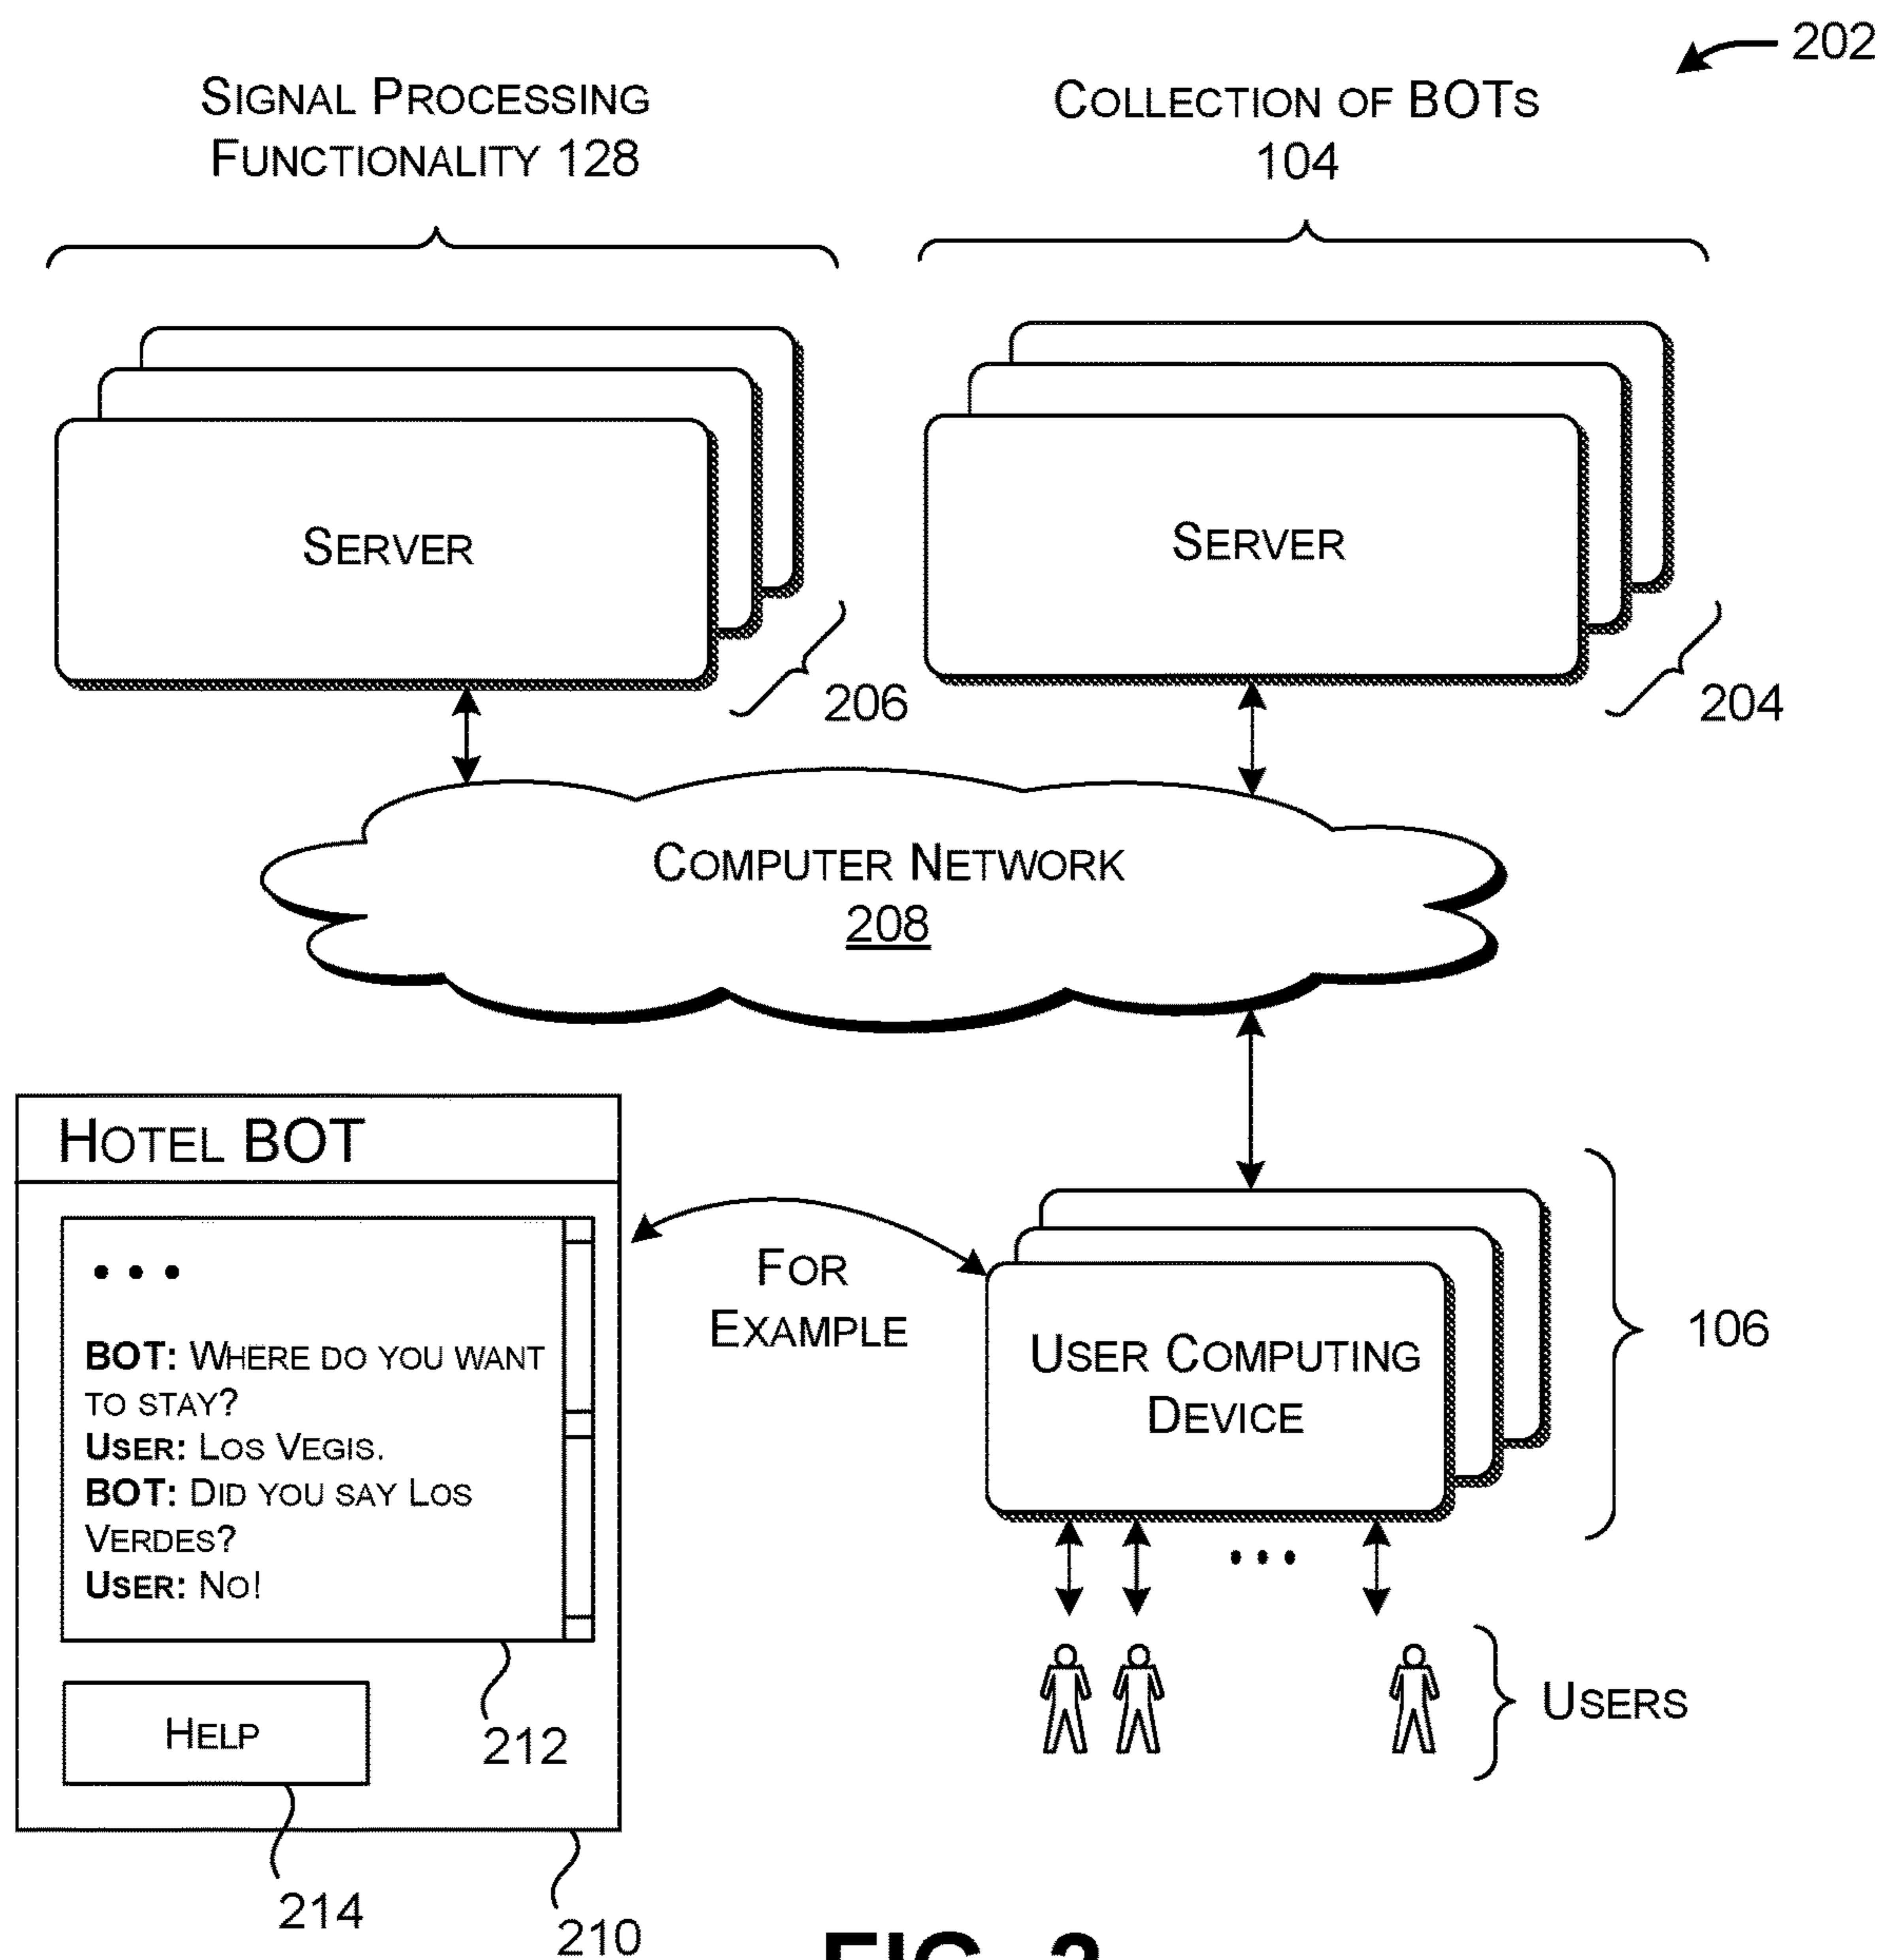 202
SIGNAL PROCESSING
FUNCTIONALITY 128
COLLECTION OF BOTS
104
SERVER
SERVER
206
204
COMPUTER NETWORK
208
HOTEL BOT
• • •
BOT: WHERE DO YOU WANT
TO STAY?
USER: LOS VEGIS.
BOT: DID YOU SAY LOS
VERDES?
USER: NO!
212
HELP
214
210
FOR
EXAMPLE
USER COMPUTING
DEVICE
106
• • •
USERS
FIG. 2